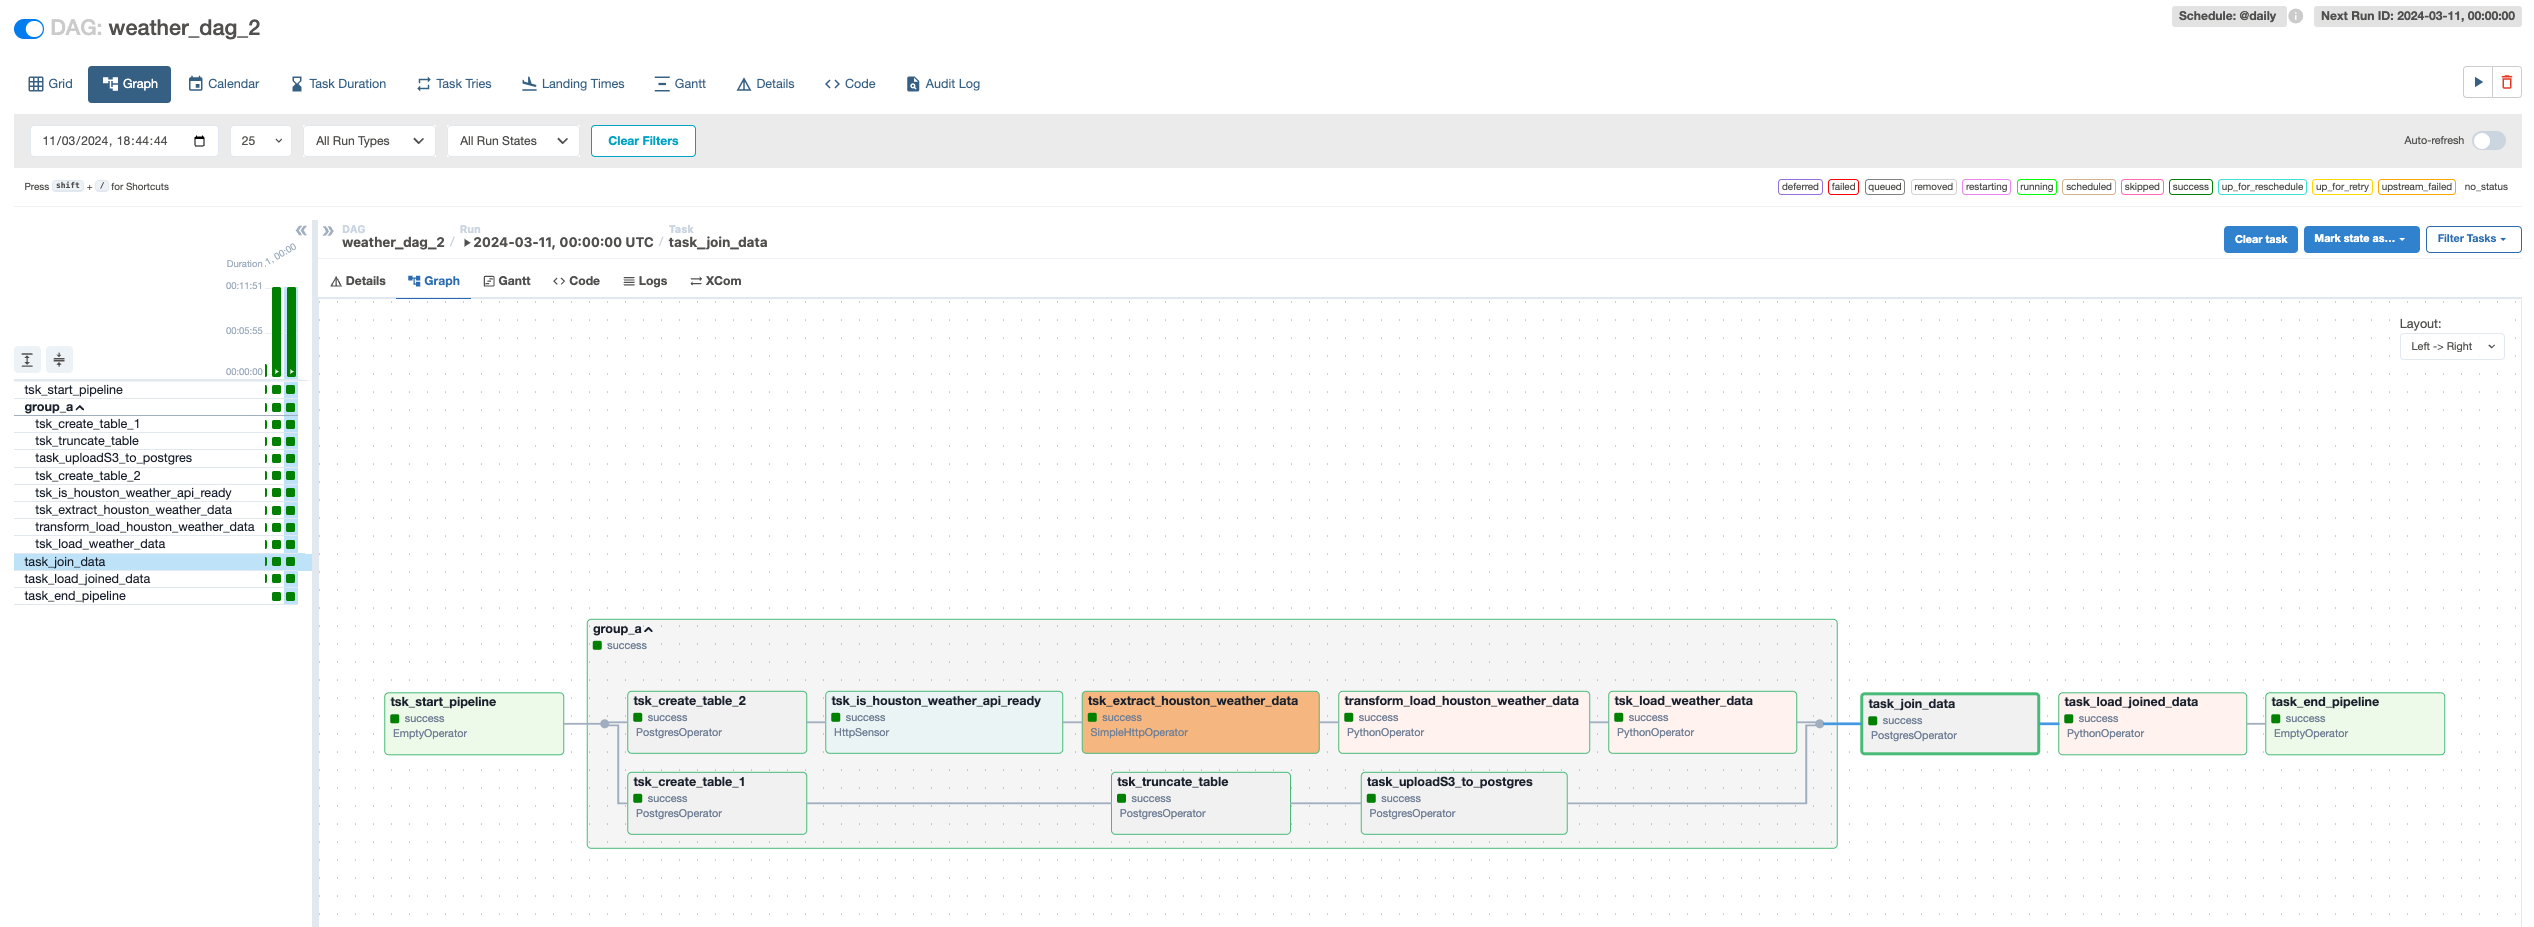 DAG: weather_dag_2
Schedule: @daily
Next Run ID: 2024-03-11, 00:00:00
Grid
Graph
Calendar
Task Duration
Task Tries
Landing Times
Gantt
Details
<> Code
Audit Log
11/03/2024, 18:44:44
25
All Run Types
All Run States
Clear Filters
Auto-refresh
Press shift + / for Shortcuts
deferred
failed
queued
removed
restarting
running
scheduled
skipped
success
up_for_reschedule
up_for_retry
upstream_failed
no_status
DAG
weather_dag_2
/
Run
2024-03-11, 00:00:00 UTC
/
Task
task_join_data
Clear task
Mark state as...
Filter Tasks
Details
Graph
Gantt
<> Code
Logs
XCom
Duration
1, 00:00
00:11:51
00:05:55
00:00:00
tsk_start_pipeline
group_a
tsk_create_table_1
tsk_truncate_table
task_uploadS3_to_postgres
tsk_create_table_2
tsk_is_houston_weather_api_ready
tsk_extract_houston_weather_data
transform_load_houston_weather_data
tsk_load_weather_data
task_join_data
task_load_joined_data
task_end_pipeline
Layout:
Left -> Right
tsk_start_pipeline
success
EmptyOperator
group_a
success
tsk_create_table_2
success
PostgresOperator
tsk_is_houston_weather_api_ready
success
HttpSensor
tsk_extract_houston_weather_data
success
SimpleHttpOperator
transform_load_houston_weather_data
success
PythonOperator
tsk_load_weather_data
success
PythonOperator
tsk_create_table_1
success
PostgresOperator
tsk_truncate_table
success
PostgresOperator
task_uploadS3_to_postgres
success
PostgresOperator
task_join_data
success
PostgresOperator
task_load_joined_data
success
PythonOperator
task_end_pipeline
success
EmptyOperator